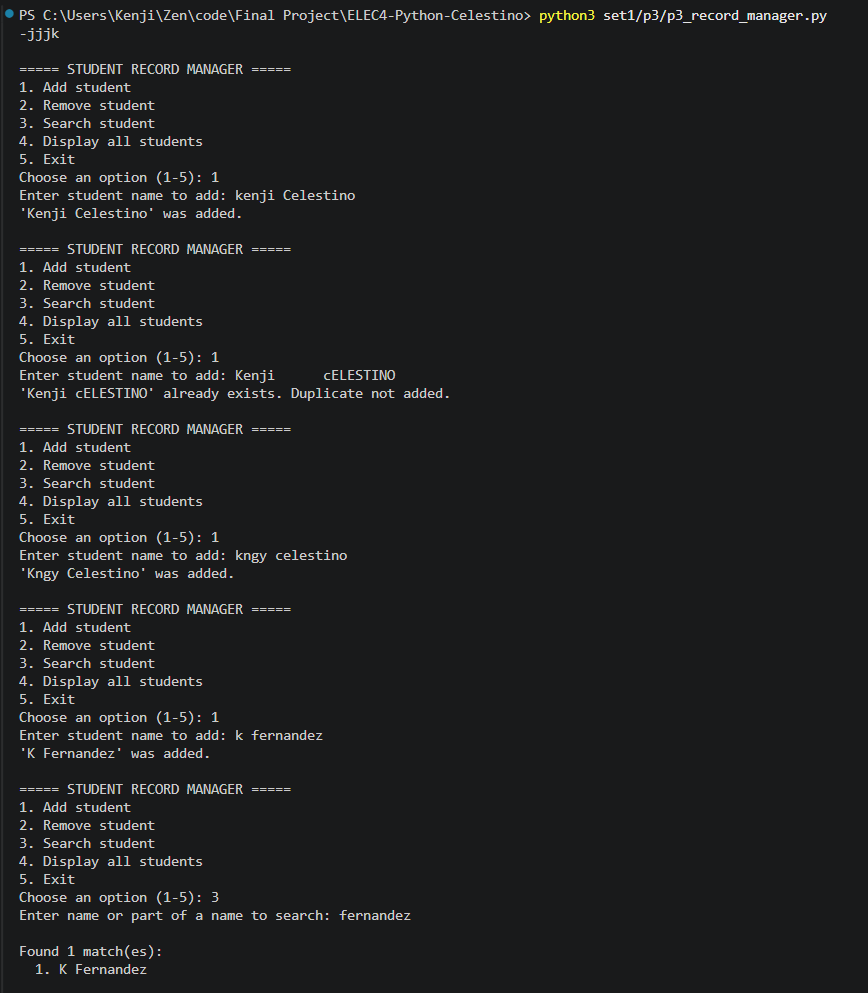 PS C:\Users\Kenji\Zen\code\Final Project\ELEC4-Python-Celestino> python3 set1/p3/p3_record_manager.py
-jjjk

===== STUDENT RECORD MANAGER =====
1. Add student
2. Remove student
3. Search student
4. Display all students
5. Exit
Choose an option (1-5): 1
Enter student name to add: kenji Celestino
'Kenji Celestino' was added.

===== STUDENT RECORD MANAGER =====
1. Add student
2. Remove student
3. Search student
4. Display all students
5. Exit
Choose an option (1-5): 1
Enter student name to add: Kenji      cELESTINO
'Kenji cELESTINO' already exists. Duplicate not added.

===== STUDENT RECORD MANAGER =====
1. Add student
2. Remove student
3. Search student
4. Display all students
5. Exit
Choose an option (1-5): 1
Enter student name to add: kngy celestino
'Kngy Celestino' was added.

===== STUDENT RECORD MANAGER =====
1. Add student
2. Remove student
3. Search student
4. Display all students
5. Exit
Choose an option (1-5): 1
Enter student name to add: k fernandez
'K Fernandez' was added.

===== STUDENT RECORD MANAGER =====
1. Add student
2. Remove student
3. Search student
4. Display all students
5. Exit
Choose an option (1-5): 3
Enter name or part of a name to search: fernandez

Found 1 match(es):
  1. K Fernandez